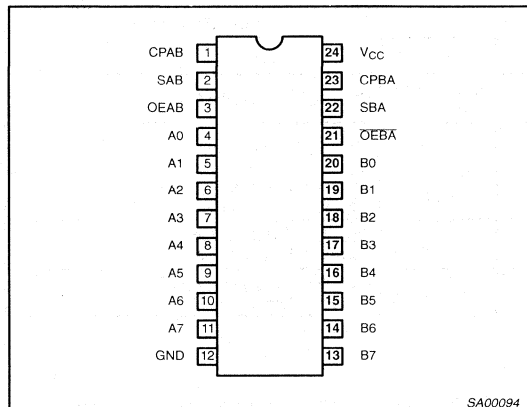 CPAB 1 24 VCC
SAB 2 23 CPBA
OEAB 3 22 SBA
A0 4 21 OEBA
A1 5 20 B0
A2 6 19 B1
A3 7 18 B2
A4 8 17 B3
A5 9 16 B4
A6 10 15 B5
A7 11 14 B6
GND 12 13 B7
SA00094